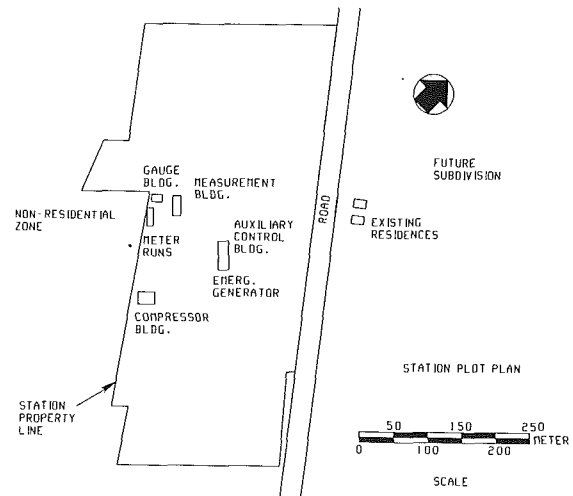 GAUGE
BLDG.
MEASUREMENT
BLDG.
NON-RESIDENTIAL
ZONE
METER
RUNS
AUXILIARY
CONTROL
BLDG.
EMERG.
GENERATOR
COMPRESSOR
BLDG.
STATION
PROPERTY
LINE
ROAD
FUTURE
SUBDIVISION
EXISTING
RESIDENCES
STATION PLOT PLAN
50 150 250
METER
0 100 200
SCALE